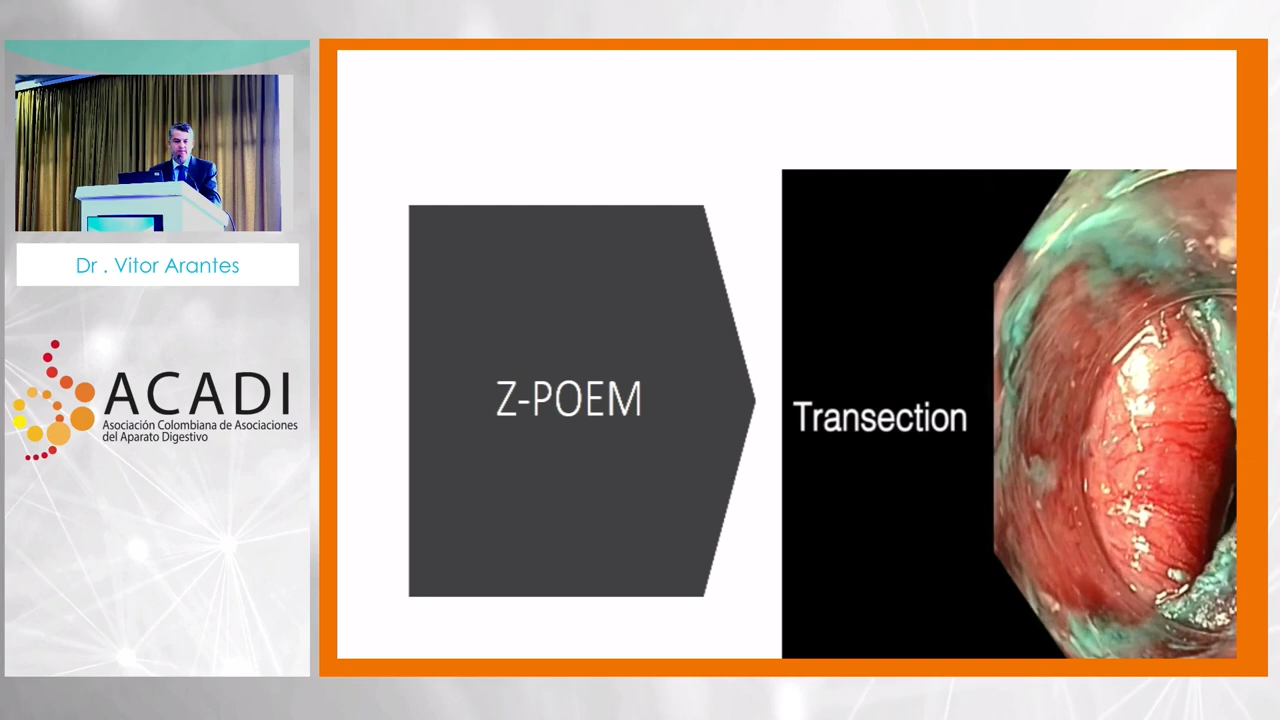 Dr . Vitor Arantes
ACADI
Asociación Colombiana de Asociaciones
del Aparato Digestivo
Z-POEM
Transection